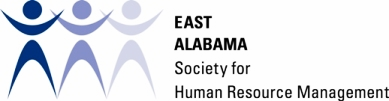 EAST
ALABAMA
Society for
Human Resource Management